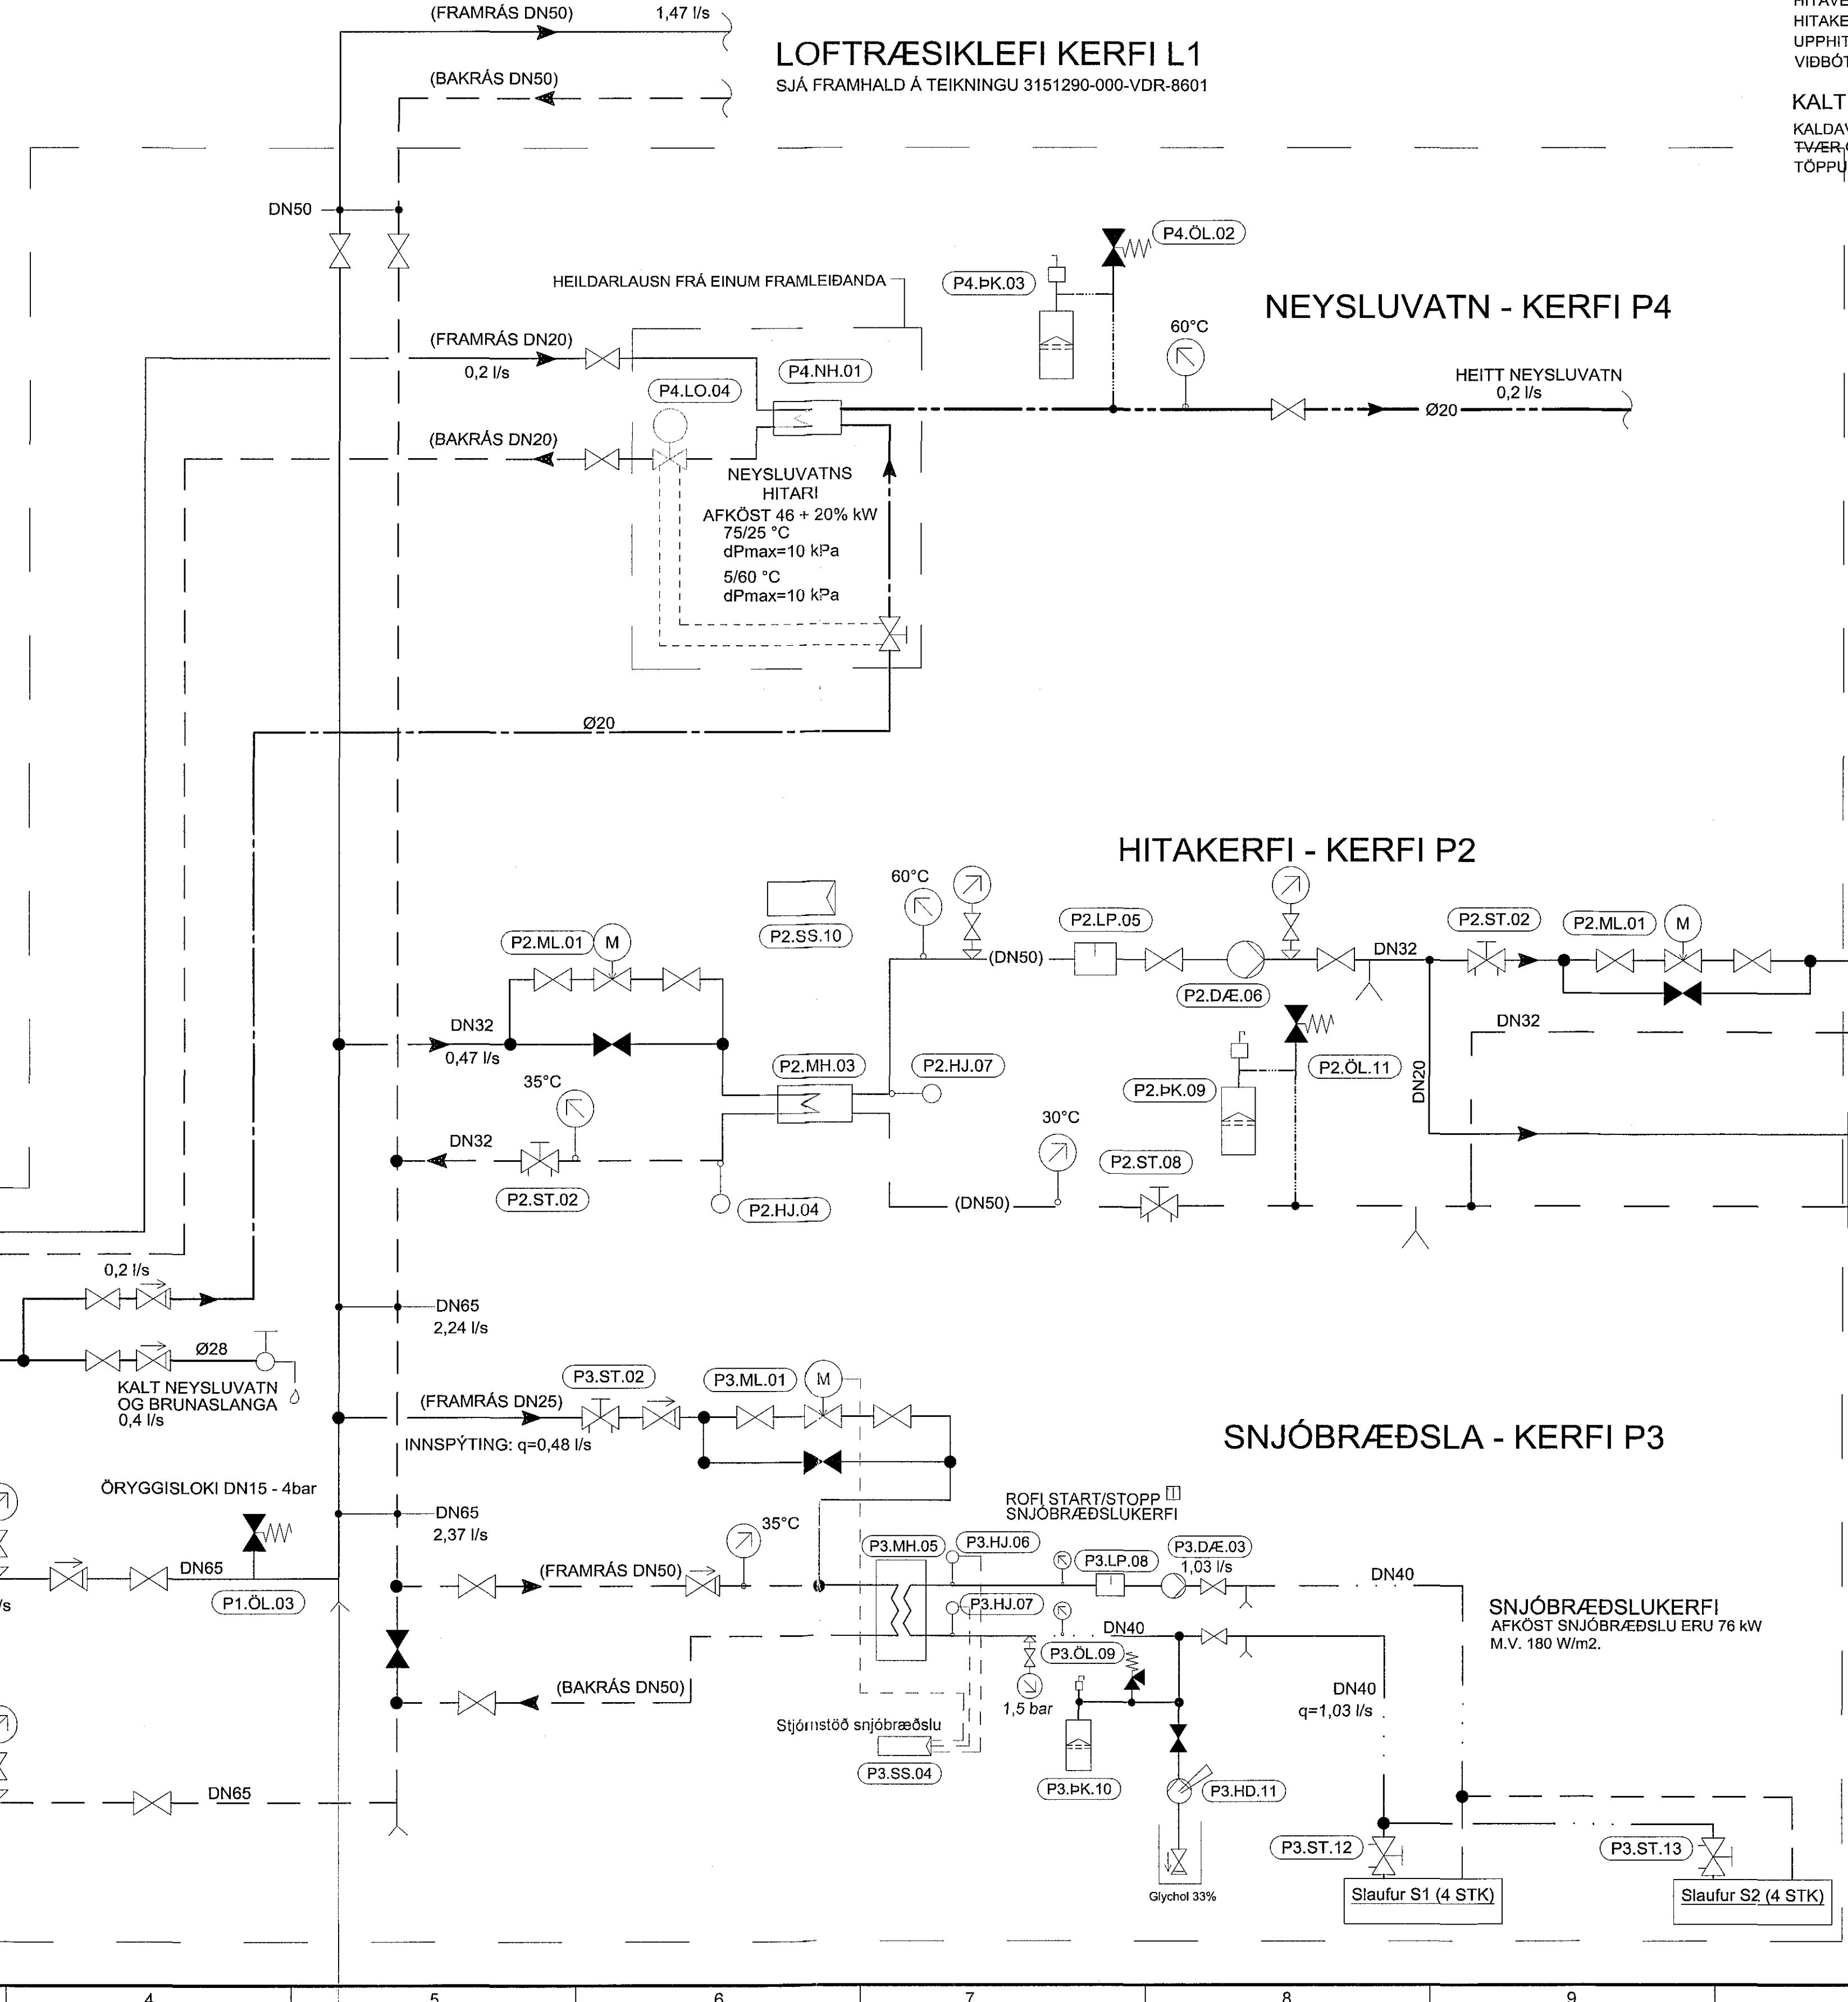 (FRAMRÁS DN50)
1,47 l/s
LOFTRÆSIKLEFI KERFI L1
SJÁ FRAMHALD Á TEIKNINGU 3151290-000-VDR-8601
(BAKRÁS DN50)
KALT
DN50
P4.ÖL.02
HEILDARLAUSN FRÁ EINUM FRAMLEIÐANDA
P4.ÞK.03
NEYSLUVATN - KERFI P4
60°C
(FRAMRÁS DN20)
0,2 l/s
P4.NH.01
P4.LO.04
HEITT NEYSLUVATN
0,2 l/s
Ø20
(BAKRÁS DN20)
NEYSLUVATNS
HITARI
AFKÖST 46 + 20% kW
75/25 °C
dPmax=10 kPa
5/60 °C
dPmax=10 kPa
Ø20
HITAKERFI - KERFI P2
60°C
P2.SS.10
P2.ML.01
M
P2.LP.05
(DN50)
P2.DÆ.06
DN32
P2.ST.02
P2.ML.01
M
DN32
DN32
0,47 l/s
P2.MH.03
P2.HJ.07
P2.ÖL.11
P2.ÞK.09
DN20
35°C
30°C
DN32
P2.ST.02
P2.HJ.04
(DN50)
P2.ST.08
0,2 l/s
DN65
2,24 l/s
Ø28
KALT NEYSLUVATN
OG BRUNASLANGA
0,4 l/s
(FRAMRÁS DN25)
INNSPÝTING: q=0,48 l/s
P3.ST.02
P3.ML.01
M
SNJÓBRÆÐSLA - KERFI P3
ÖRYGGISLOKI DN15 - 4bar
DN65
2,37 l/s
35°C
ROFI START/STOPP
SNJÓBRÆÐSLUKERFI
P3.MH.05
P3.HJ.06
P3.LP.08
P3.DÆ.03
1,03 l/s
DN65
P1.ÖL.03
(FRAMRÁS DN50)
DN40
P3.HJ.07
DN40
SNJÓBRÆÐSLUKERFI
AFKÖST SNJÓBRÆÐSLU ERU 76 kW
M.V. 180 W/m2.
P3.ÖL.09
(BAKRÁS DN50)
1,5 bar
DN40
q=1,03 l/s
Stjórnstöð snjóbræðslu
P3.SS.04
P3.ÞK.10
P3.HD.11
DN65
P3.ST.12
P3.ST.13
Glychol 33%
Slaufur S1 (4 STK)
Slaufur S2 (4 STK)
4 5 6 7 8 9